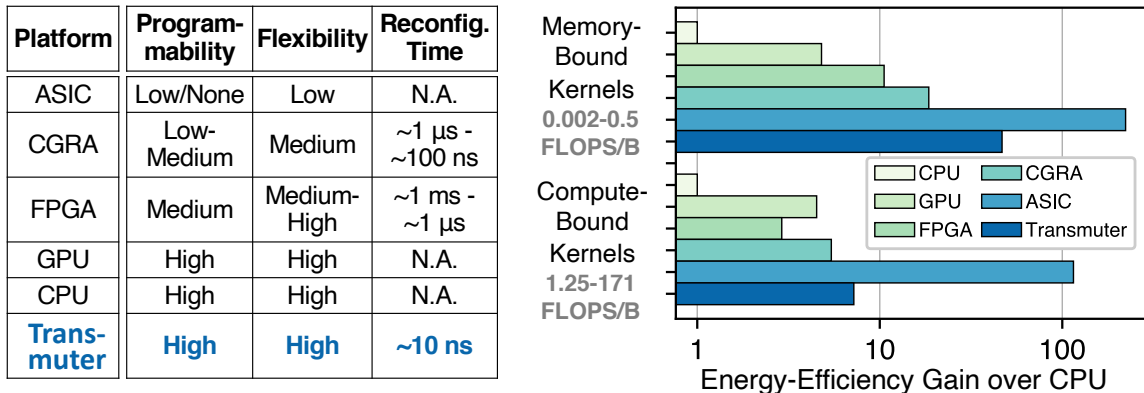 Platform
Program-
mability
Flexibility
Reconfig.
Time
ASIC
Low/None
Low
N.A.
CGRA
Low-
Medium
Medium
~1 µs -
~100 ns
FPGA
Medium
Medium-
High
~1 ms -
~1 µs
GPU
High
High
N.A.
CPU
High
High
N.A.
Trans-
muter
High
High
~10 ns
Memory-
Bound
Kernels
0.002-0.5
FLOPS/B
Compute-
Bound
Kernels
1.25-171
FLOPS/B
CPU
GPU
FPGA
CGRA
ASIC
Transmuter
1
10
100
Energy-Efficiency Gain over CPU